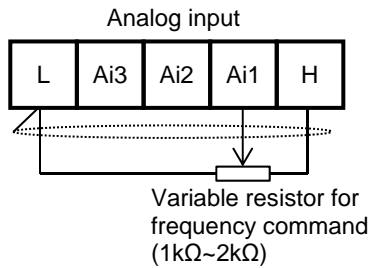 Analog input
L Ai3 Ai2 Ai1 H
Variable resistor for
frequency command
(1kΩ~2kΩ)